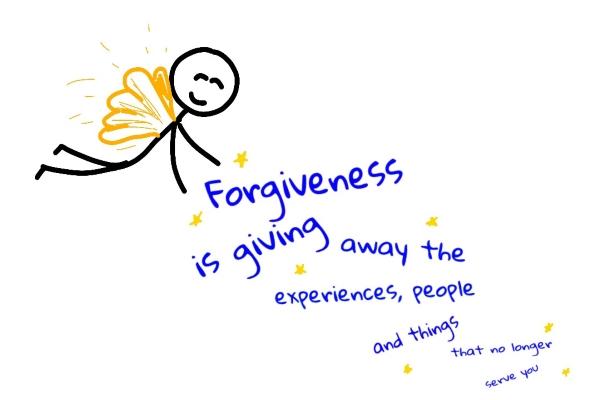 Forgiveness
is giving away the
experiences, people
and things
that no longer
serve you